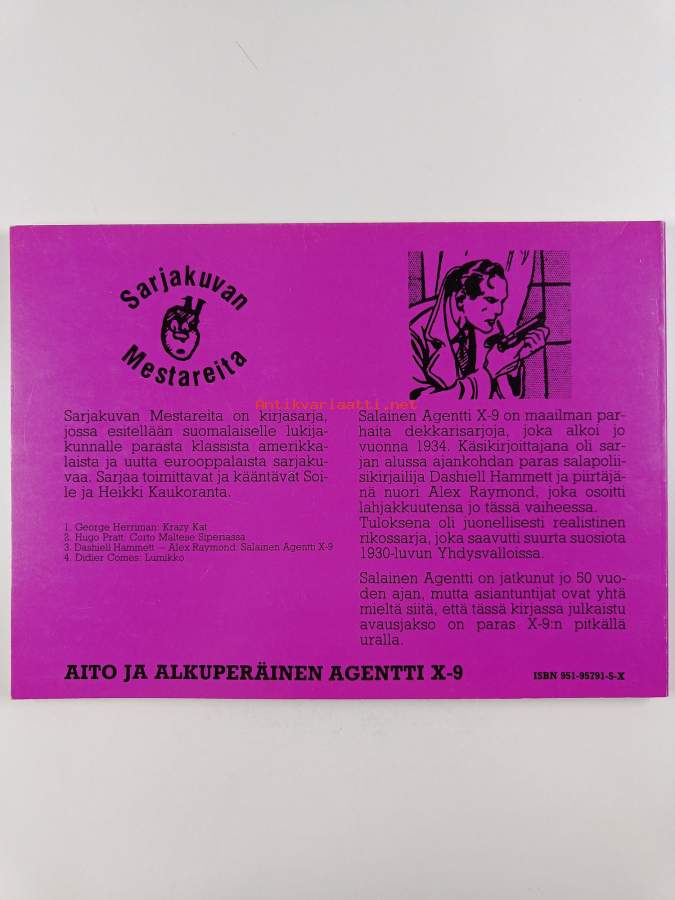 Sarjakuvan
Mestareita
Sarjakuvan Mestareita on kirjasarja,
jossa esitellään suomalaiselle lukija-
kunnalle parasta klassista amerikka-
laista ja uutta eurooppalaista sarjaku-
vaa. Sarjaa toimittavat ja kääntävät Soi-
le ja Heikki Kaukoranta.
1. George Herriman: Krazy Kat
2. Hugo Pratt: Corto Maltese Siperiassa
3. Dashiell Hammett — Alex Raymond: Salainen Agentti X-9
4. Didier Comès: Lumikko
Salainen Agentti X-9 on maailman par-
haita dekkarisarjoja, joka alkoi jo
vuonna 1934. Käsikirjoittajana oli sar-
jan alussa ajankohdan paras salapolii-
sikirjailija Dashiell Hammett ja piirtäjä-
nä nuori Alex Raymond, joka osoitti
lahjakkuutensa jo tässä vaiheessa.
Tuloksena oli juonellisesti realistinen
rikossarja, joka saavutti suurta suosiota
1930-luvun Yhdysvalloissa.
Salainen Agentti on jatkunut jo 50 vuo-
den ajan, mutta asiantuntijat ovat yhtä
mieltä siitä, että tässä kirjassa julkaistu
avausjakso on paras X-9:n pitkällä
uralla.
AITO JA ALKUPERÄINEN AGENTTI X-9
ISBN 951-95791-5-X
Antikvariaatti.net